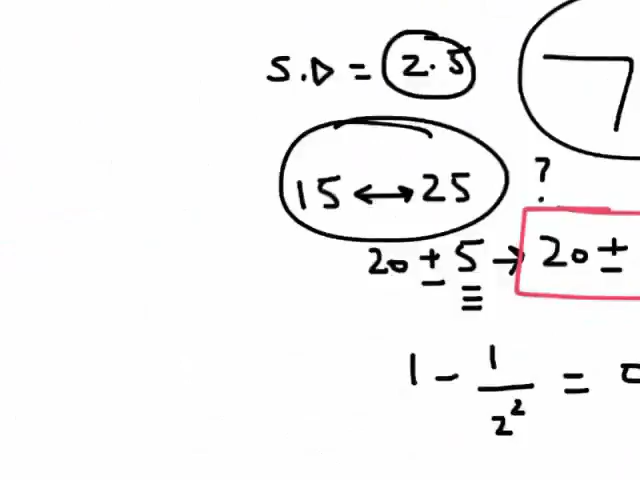 S.D = 2.5
7
15 ↔ 25
?
20 ± 5 → 20 ±
1 - 1/2² =